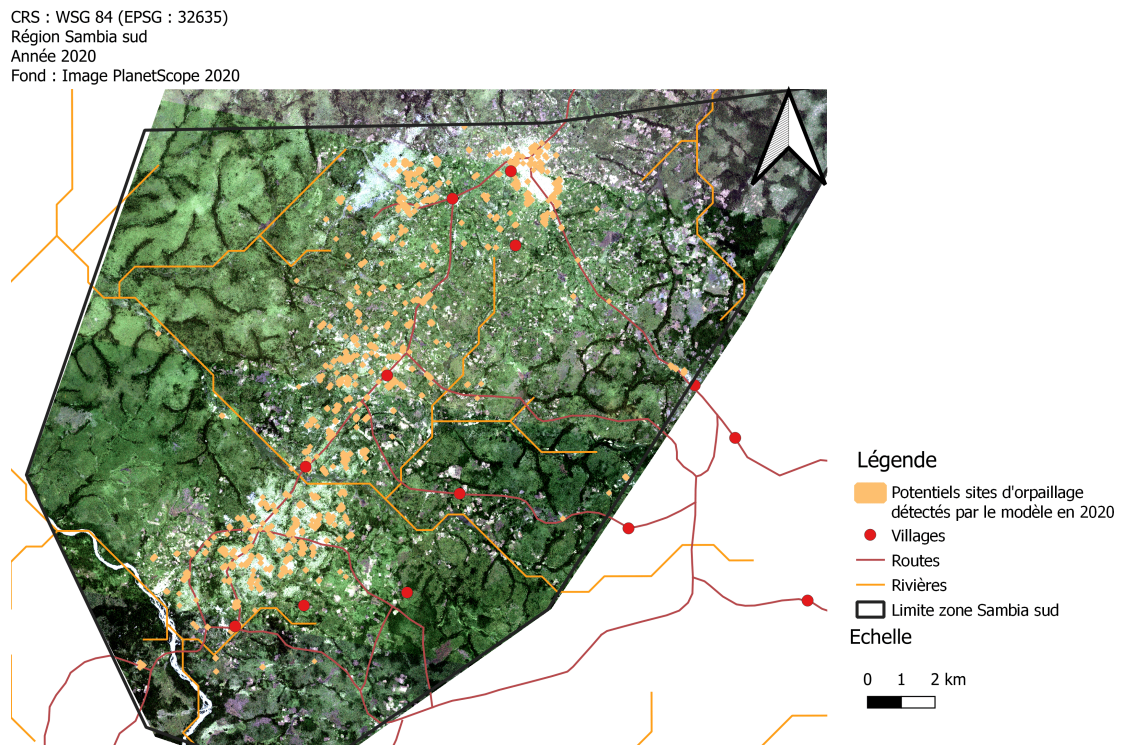 CRS : WSG 84 (EPSG : 32635)
Région Sambia sud
Année 2020
Fond : Image PlanetScope 2020
Légende
Potentiels sites d'orpaillage
détectés par le modèle en 2020
Villages
Routes
Rivières
Limite zone Sambia sud
Echelle
0 1 2 km